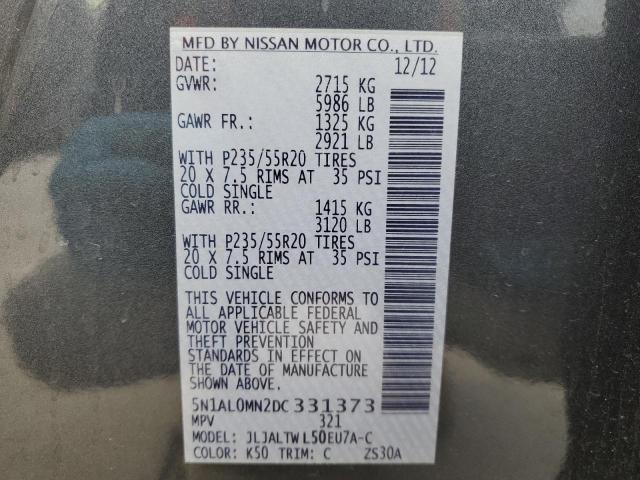 MFD BY NISSAN MOTOR CO., LTD.
DATE: 12/12
GVWR: 2715 KG
5986 LB
GAWR FR.: 1325 KG
2921 LB
WITH P235/55R20 TIRES
20 X 7.5 RIMS AT 35 PSI
COLD SINGLE
GAWR RR.: 1415 KG
3120 LB
WITH P235/55R20 TIRES
20 X 7.5 RIMS AT 35 PSI
COLD SINGLE
THIS VEHICLE CONFORMS TO
ALL APPLICABLE FEDERAL
MOTOR VEHICLE SAFETY AND
THEFT PREVENTION
STANDARDS IN EFFECT ON
THE DATE OF MANUFACTURE
SHOWN ABOVE.
5N1AL0MN2DC331373
MPV 321
MODEL: JLJALTWL50EU7A-C
COLOR: K50 TRIM: C ZS30A